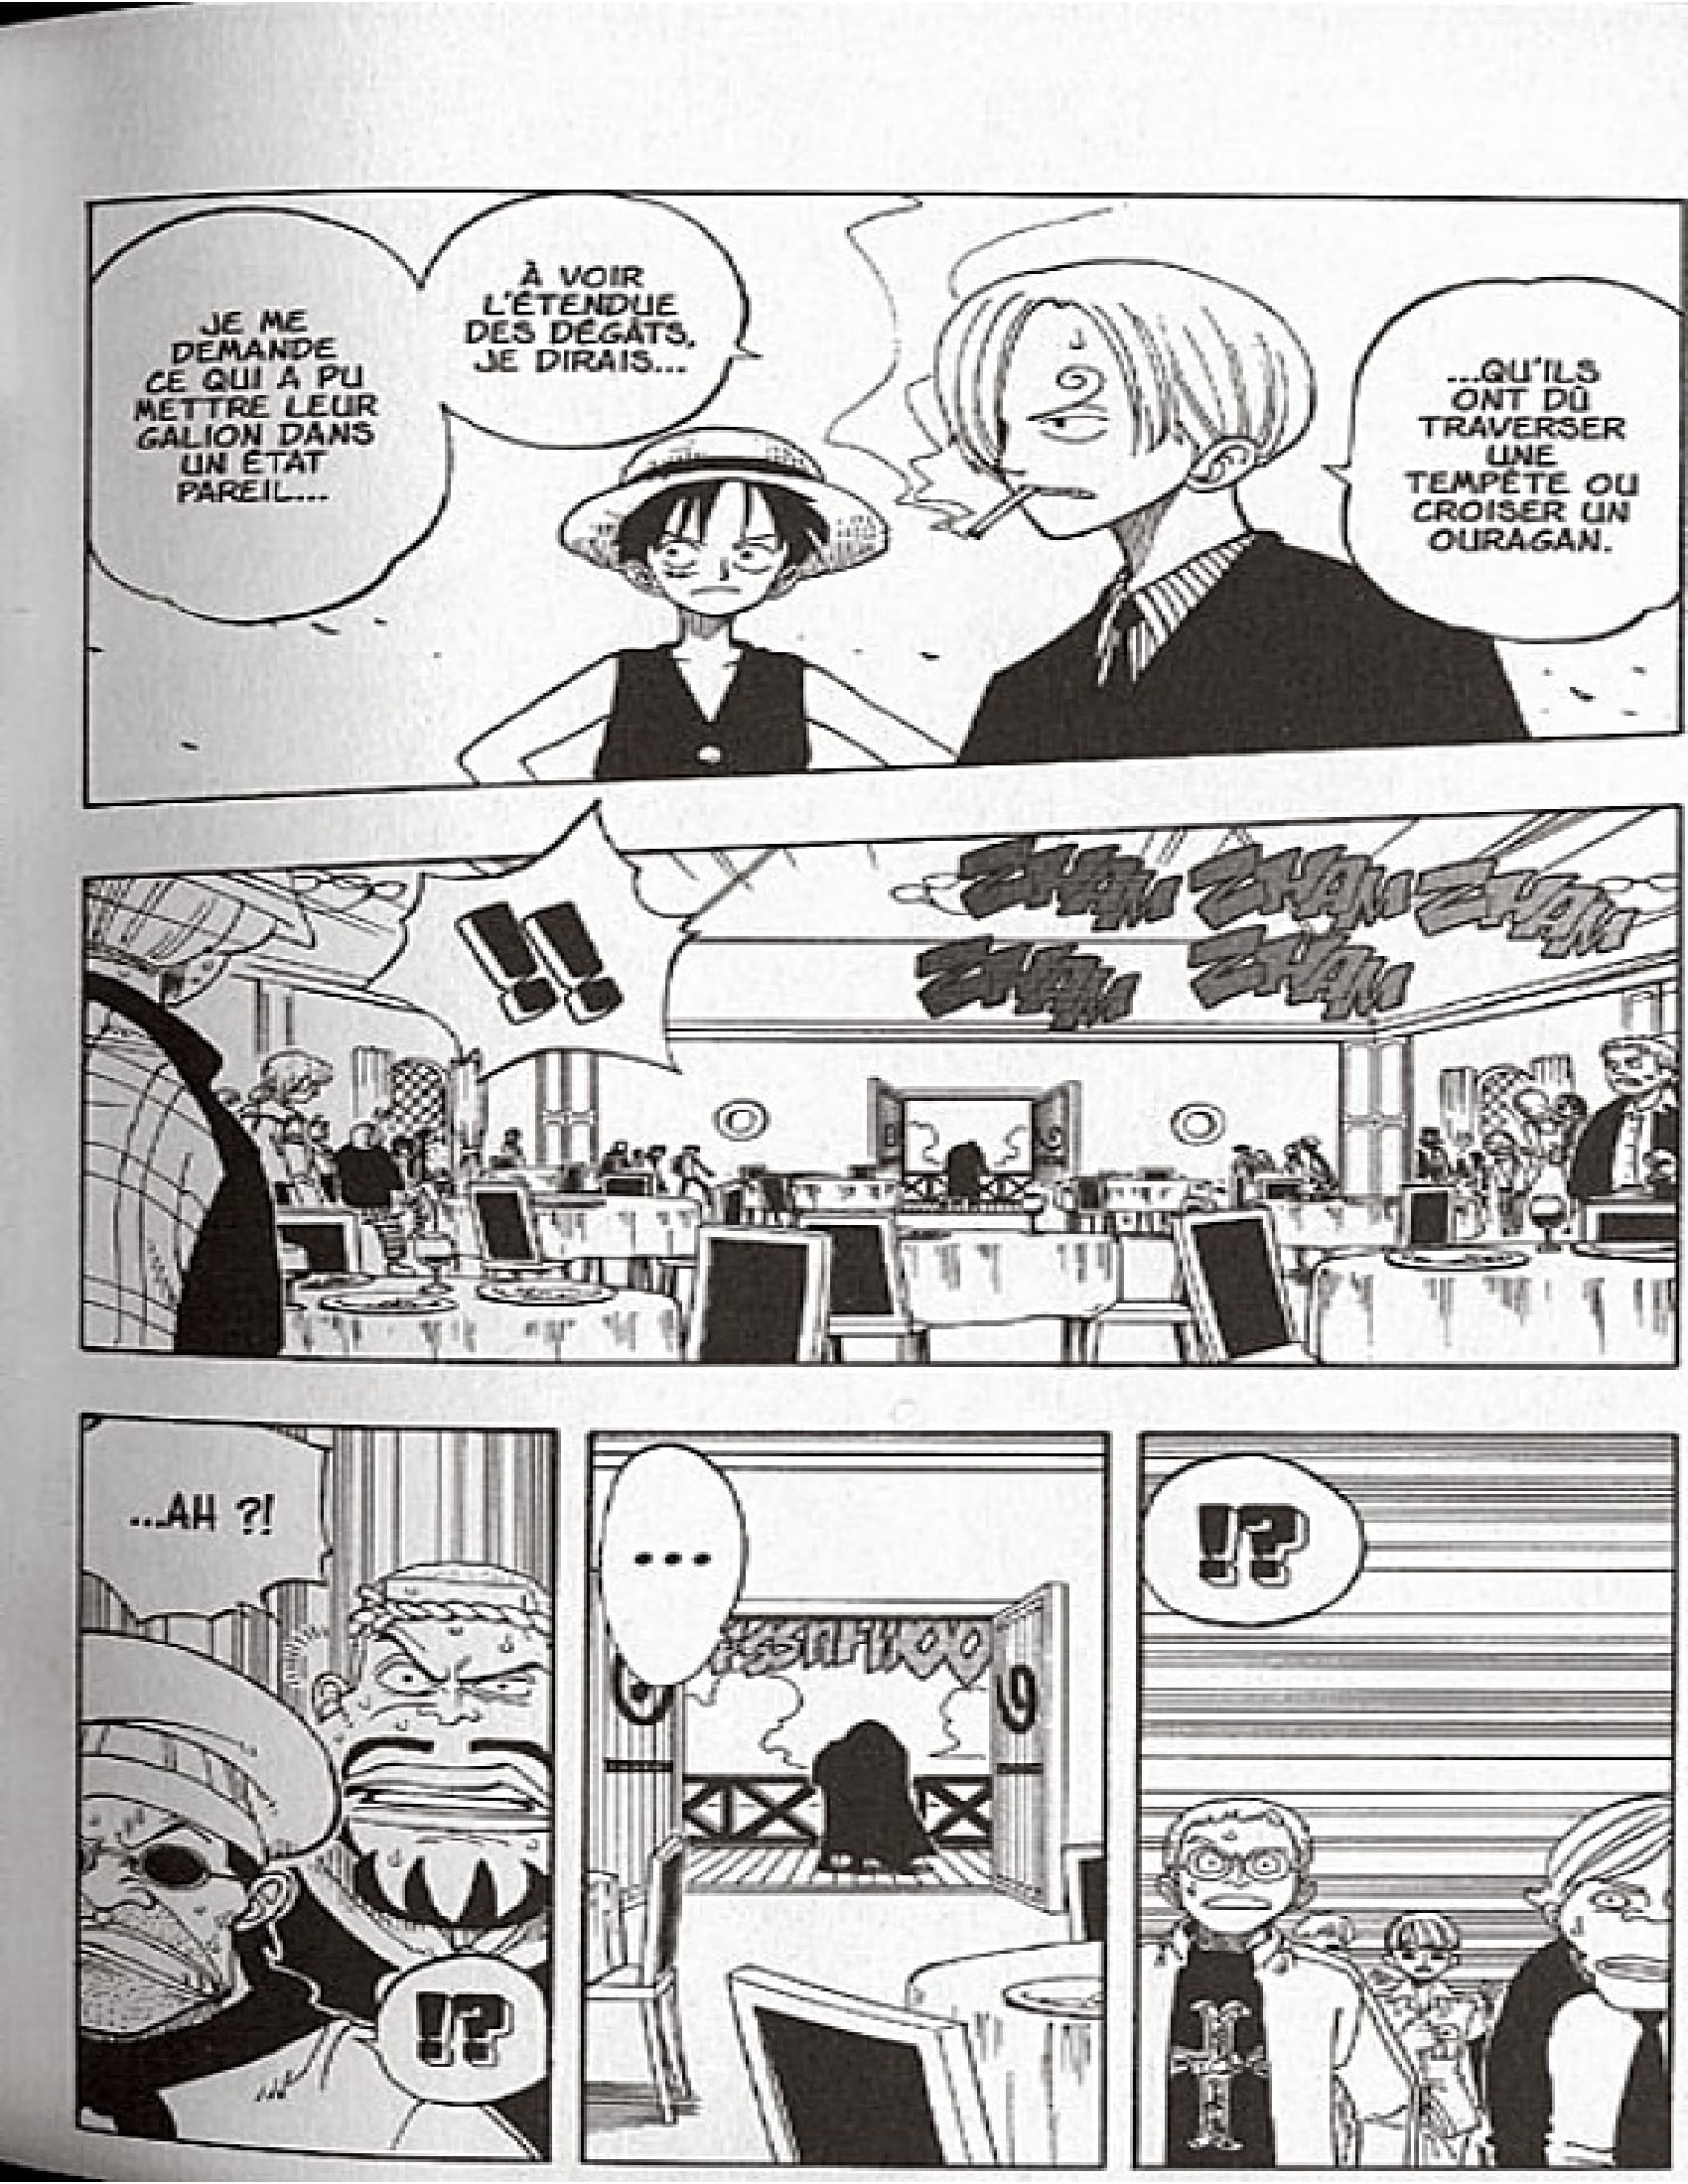 JE ME
DEMANDE
CE QUI A PU
METTRE LEUR
GALION DANS
UN ÉTAT
PAREIL...
À VOIR
L'ÉTENDUE
DES DÉGÂTS,
JE DIRAIS...
...QU'ILS
ONT DÛ
TRAVERSER
UNE
TEMPÊTE OU
CROISER UN
OURAGAN.
!!
ZHAM ZHAM ZHAM
ZHAM ZHAM
...AH ?!
!?
...
!?